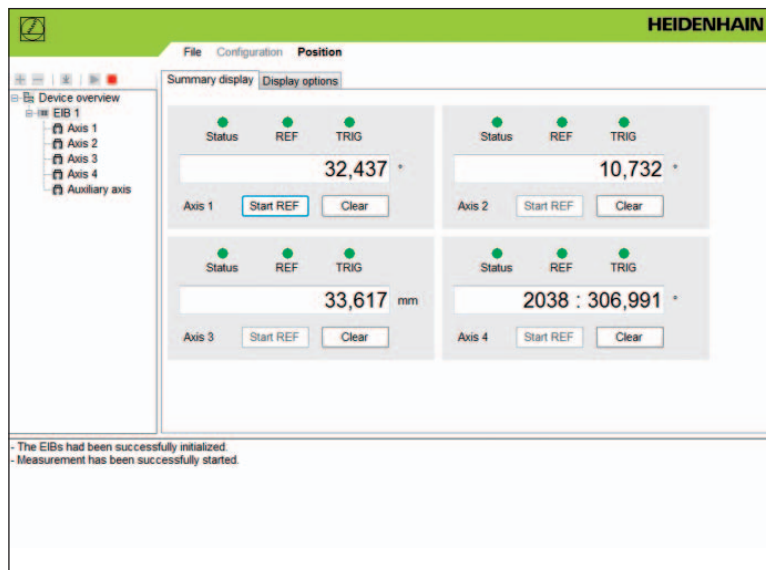 HEIDENHAIN
File Configuration Position
Summary display Display options
Device overview
EIB 1
Axis 1
Axis 2
Axis 3
Axis 4
Auxiliary axis
Status REF TRIG
32,437 °
Axis 1 Start REF Clear
Status REF TRIG
10,732 °
Axis 2 Start REF Clear
Status REF TRIG
33,617 mm
Axis 3 Start REF Clear
Status REF TRIG
2038 : 306,991 °
Axis 4 Start REF Clear
- The EIBs had been successfully initialized.
- Measurement has been successfully started.